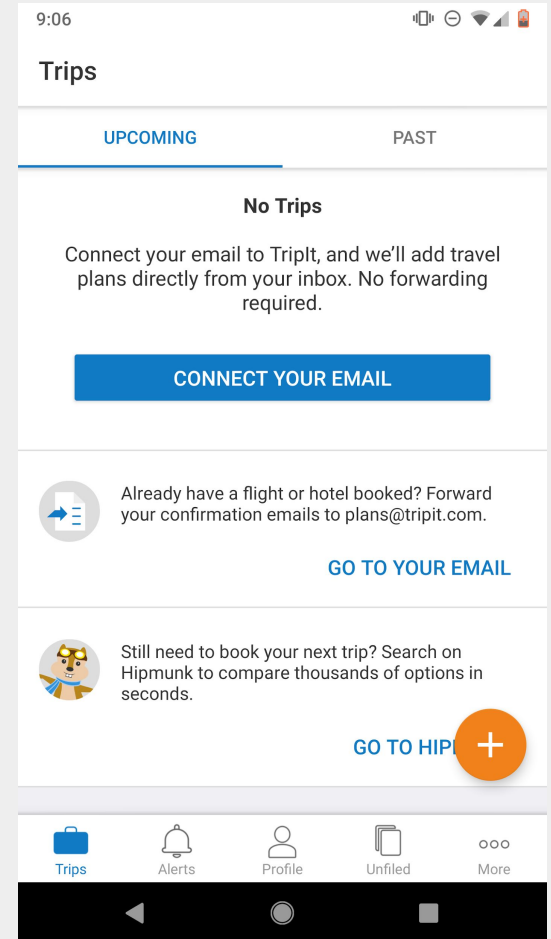 9:06
Trips
UPCOMING
PAST
No Trips
Connect your email to TripIt, and we'll add travel
plans directly from your inbox. No forwarding
required.
CONNECT YOUR EMAIL
Already have a flight or hotel booked? Forward
your confirmation emails to plans@tripit.com.
GO TO YOUR EMAIL
Still need to book your next trip? Search on
Hipmunk to compare thousands of options in
seconds.
GO TO HIP
Trips
Alerts
Profile
Unfiled
More